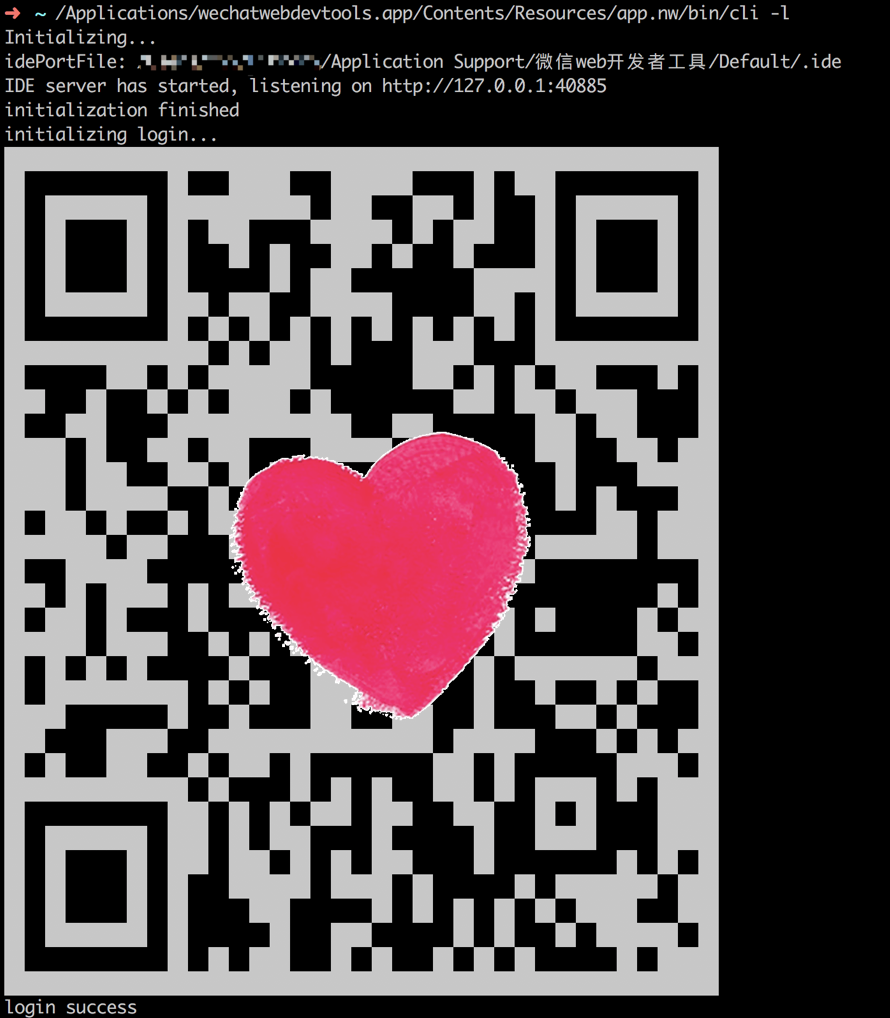 ➜ ~ /Applications/wechatwebdevtools.app/Contents/Resources/app.nw/bin/cli -l
Initializing...
idePortFile: /Application Support/微信web开发者工具/Default/.ide
IDE server has started, listening on http://127.0.0.1:40885
initialization finished
initializing login...
login success